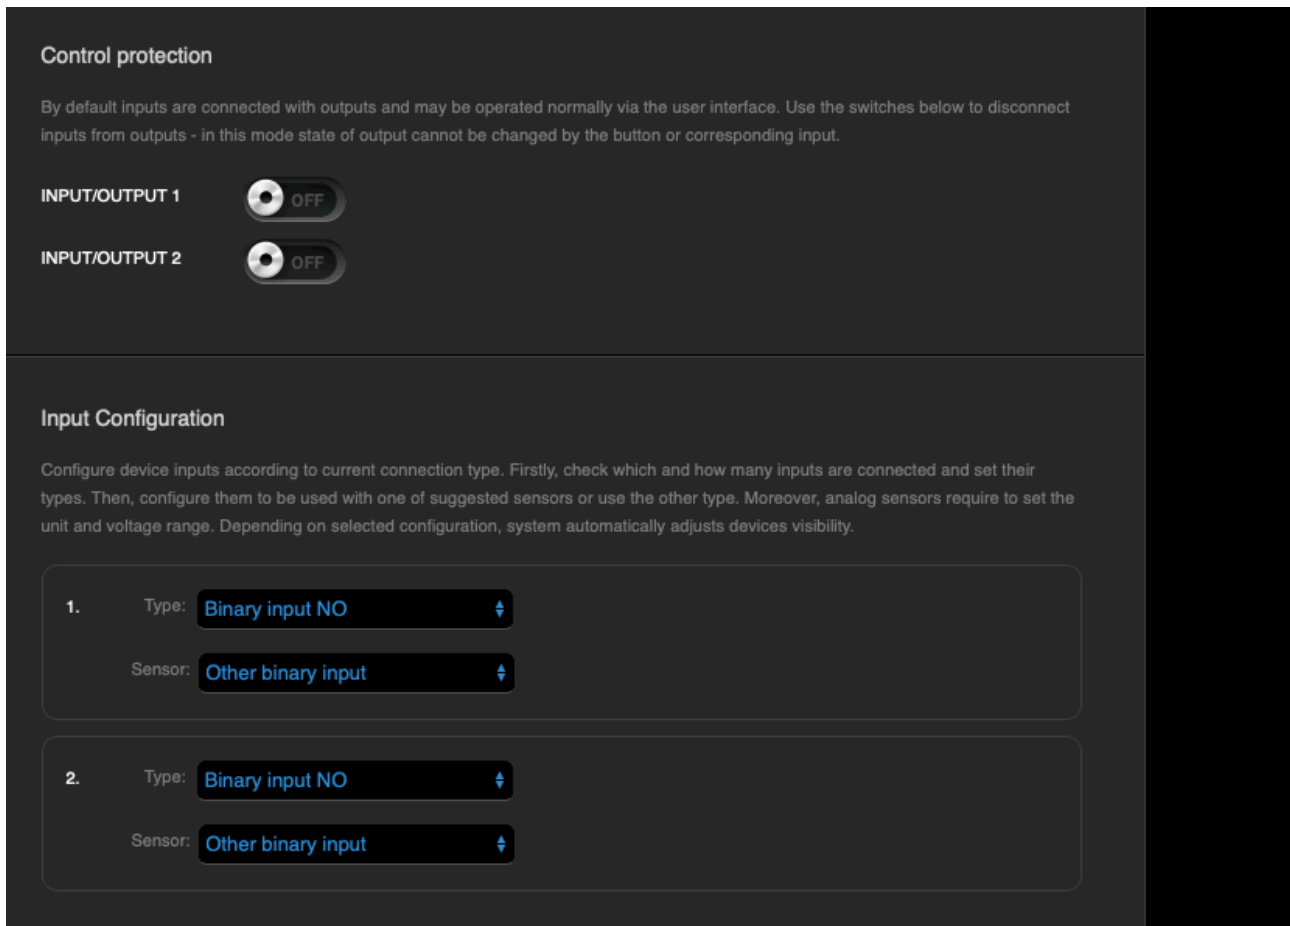 Control protection
By default inputs are connected with outputs and may be operated normally via the user interface. Use the switches below to disconnect
inputs from outputs - in this mode state of output cannot be changed by the button or corresponding input.
INPUT/OUTPUT 1 OFF
INPUT/OUTPUT 2 OFF
Input Configuration
Configure device inputs according to current connection type. Firstly, check which and how many inputs are connected and set their
types. Then, configure them to be used with one of suggested sensors or use the other type. Moreover, analog sensors require to set the
unit and voltage range. Depending on selected configuration, system automatically adjusts devices visibility.
1. Type: Binary input NO
Sensor: Other binary input
2. Type: Binary input NO
Sensor: Other binary input